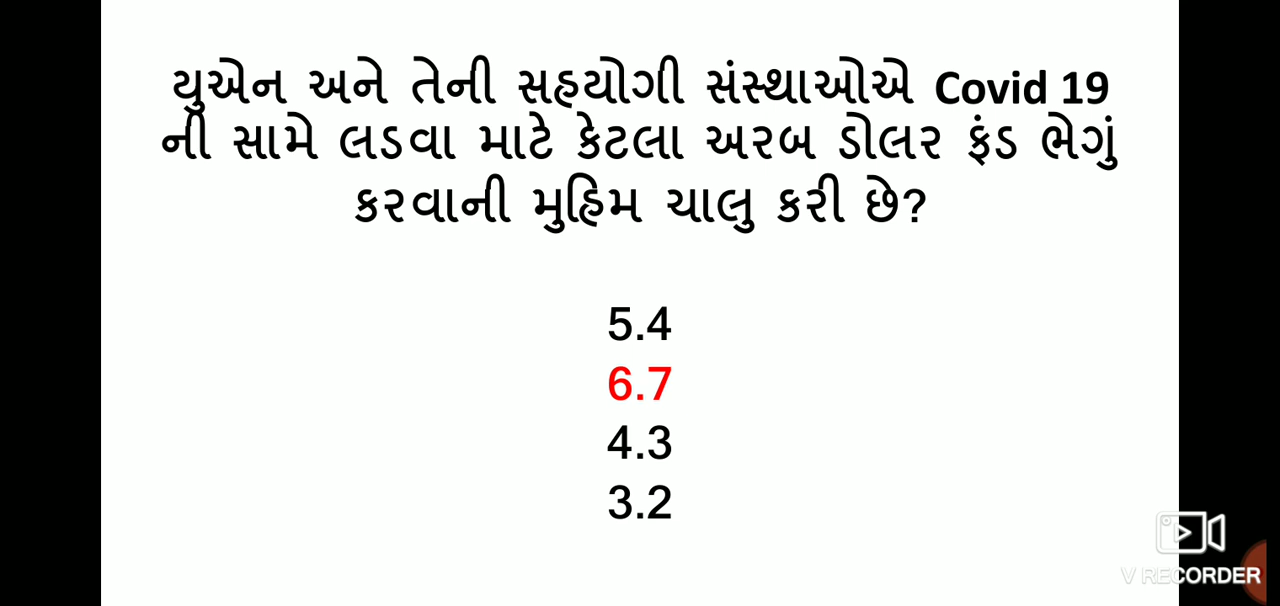 યુએન અને તેની સહયોગી સંસ્થાઓએ Covid 19
ની સામે લડવા માટે કેટલા અરબ ડોલર ફંડ ભેગું
કરવાની મુહિમ ચાલુ કરી છે?
5.4
6.7
4.3
3.2
V RECORDER